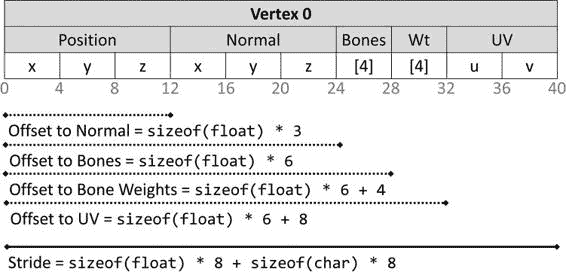 Vertex 0
Position Normal Bones Wt UV
x y z x y z [4] [4] u v
0 4 8 12 16 20 24 28 32 36 40
Offset to Normal = sizeof(float) * 3
Offset to Bones = sizeof(float) * 6
Offset to Bone Weights = sizeof(float) * 6 + 4
Offset to UV = sizeof(float) * 6 + 8
Stride = sizeof(float) * 8 + sizeof(char) * 8